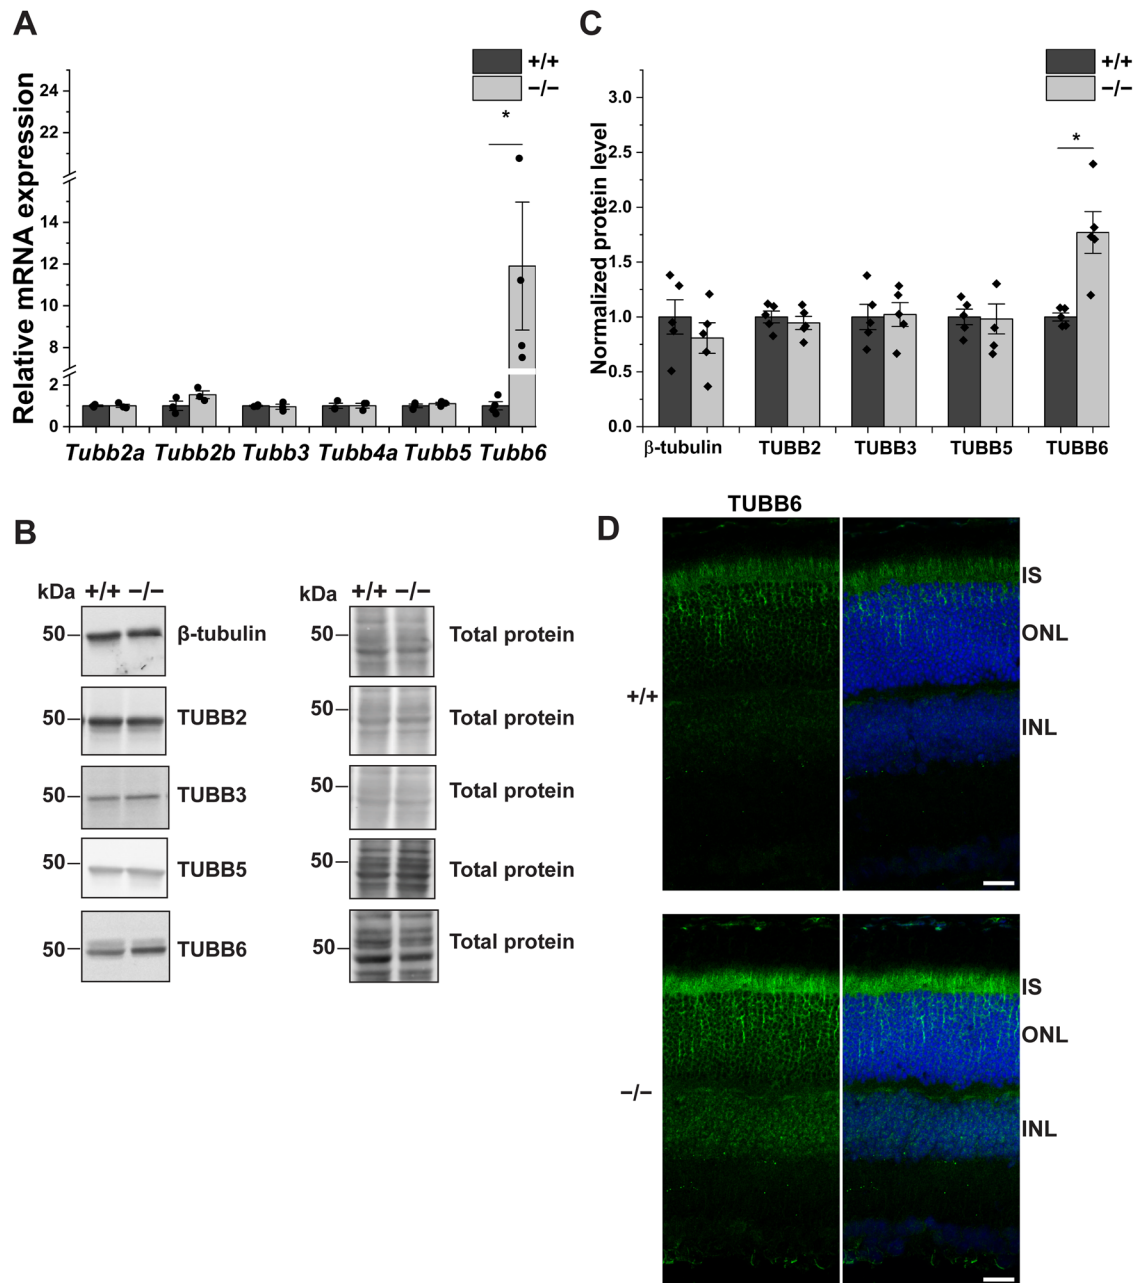 A
+/+
−/−
Relative mRNA expression
24
22
*
14
12
10
8
2
0
Tubb2a Tubb2b Tubb3 Tubb4a Tubb5 Tubb6
C
+/+
−/−
Normalized protein level
3.0
2.5
*
2.0
1.5
1.0
0.5
0.0
β-tubulin TUBB2 TUBB3 TUBB5 TUBB6
B
kDa +/+ −/−
50 β-tubulin
50 TUBB2
50 TUBB3
50 TUBB5
50 TUBB6
kDa +/+ −/−
50 Total protein
50 Total protein
50 Total protein
50 Total protein
50 Total protein
D
TUBB6
+/+
IS
ONL
INL
−/−
IS
ONL
INL